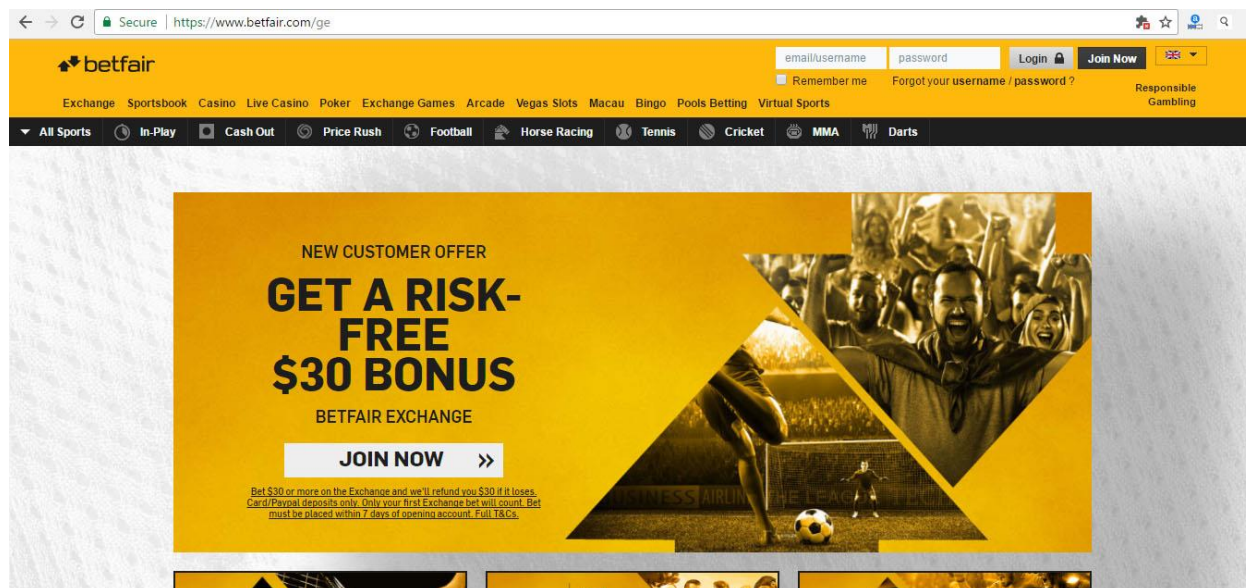 Secure | https://www.betfair.com/ge
betfair
email/username password Login Join Now
Remember me Forgot your username / password ?
Responsible
Gambling
Exchange Sportsbook Casino Live Casino Poker Exchange Games Arcade Vegas Slots Macau Bingo Pools Betting Virtual Sports
All Sports In-Play Cash Out Price Rush Football Horse Racing Tennis Cricket MMA Darts
NEW CUSTOMER OFFER
GET A RISK-
FREE
$30 BONUS
BETFAIR EXCHANGE
JOIN NOW »
Bet $30 or more on the Exchange and we'll refund you $30 if it loses.
Card/Paypal deposits only. Only your first Exchange bet will count. Bet
must be placed within 7 days of opening account. Full T&Cs.